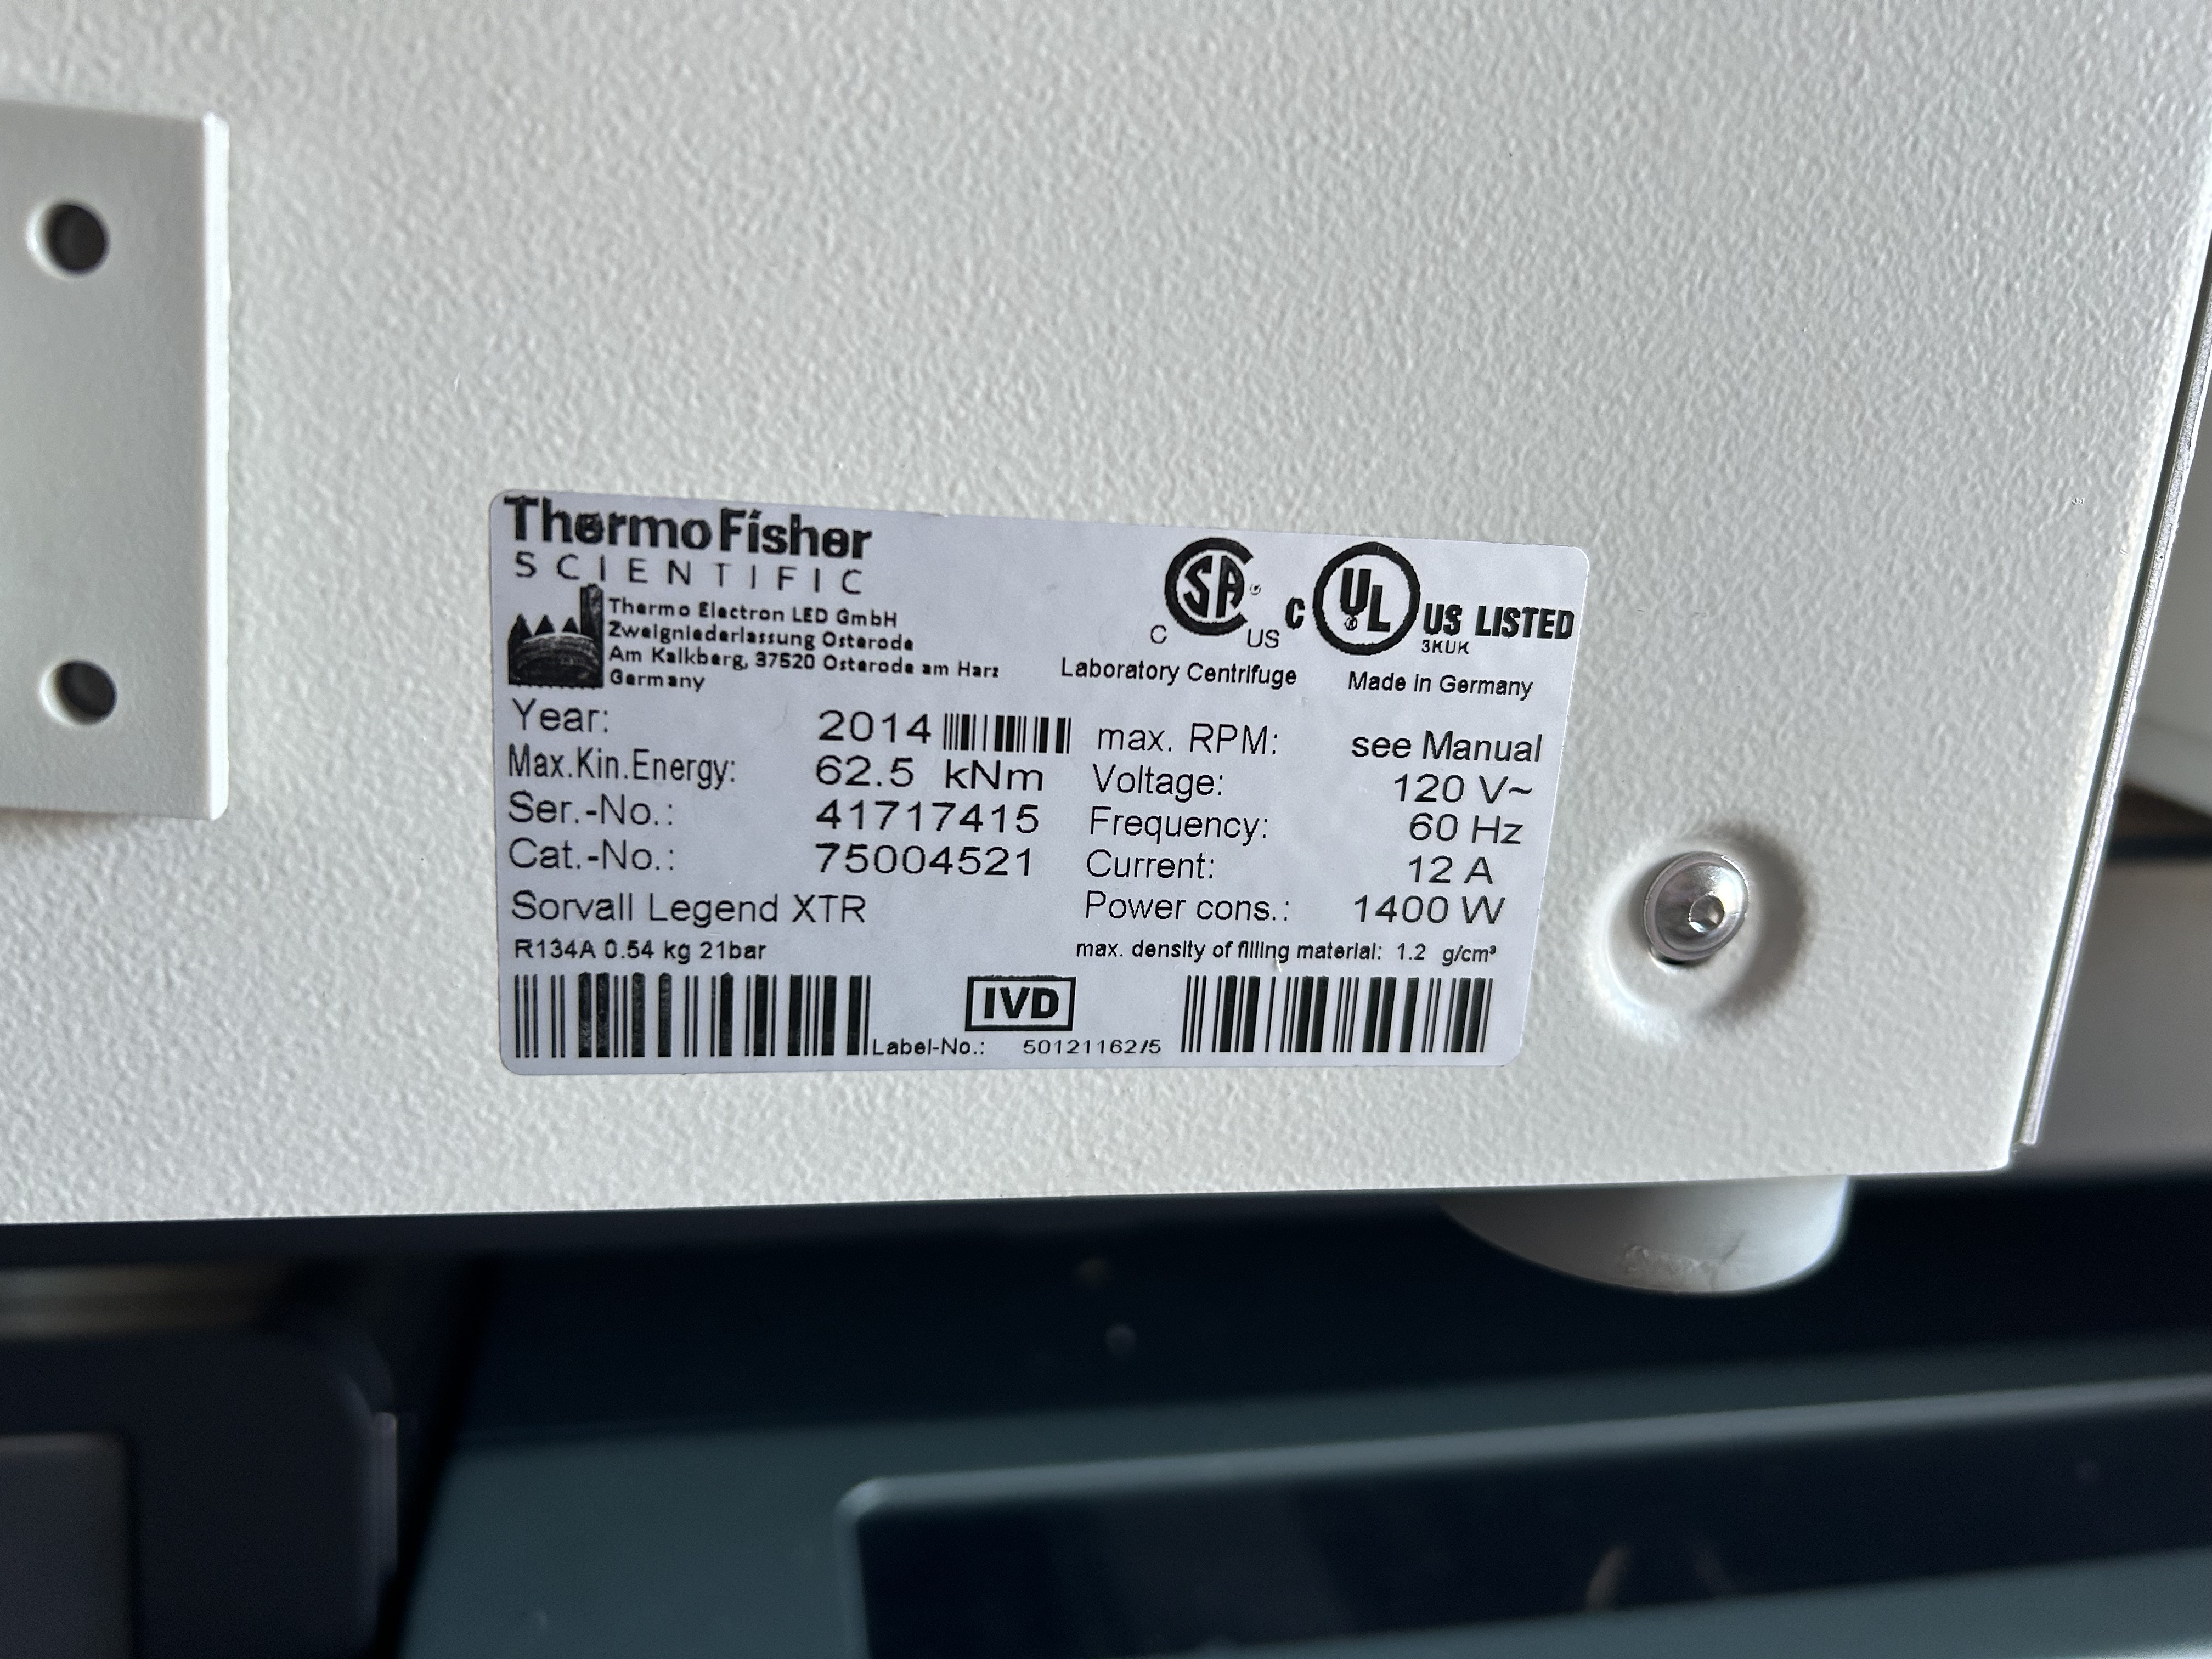 ThermoFisher
SCIENTIFIC
Thermo Electron LED GmbH
Zweigniederlassung Osterode
Am Kalkberg, 37520 Osterode am Harz
Germany
C SA US
C UL US LISTED
3KUK
Laboratory Centrifuge
Made in Germany
Year: 2014
Max.Kin.Energy: 62.5 kNm
Ser.-No.: 41717415
Cat.-No.: 75004521
Sorvall Legend XTR
R134A 0.54 kg 21bar
max. RPM: see Manual
Voltage: 120 V~
Frequency: 60 Hz
Current: 12 A
Power cons.: 1400 W
max. density of filling material: 1.2 g/cm³
IVD
Label-No.: 50121162/5